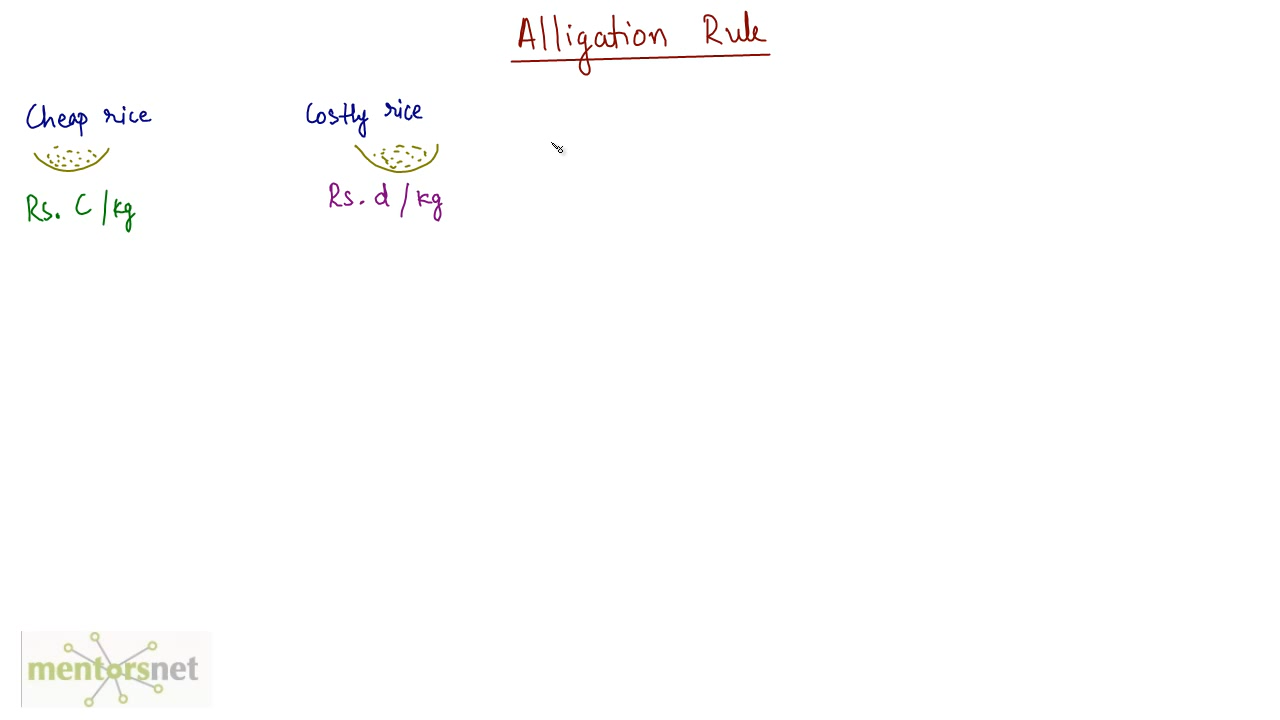 Alligation Rule
Cheap rice
Costly rice
Rs. C/kg
Rs. d/kg
mentorsnet